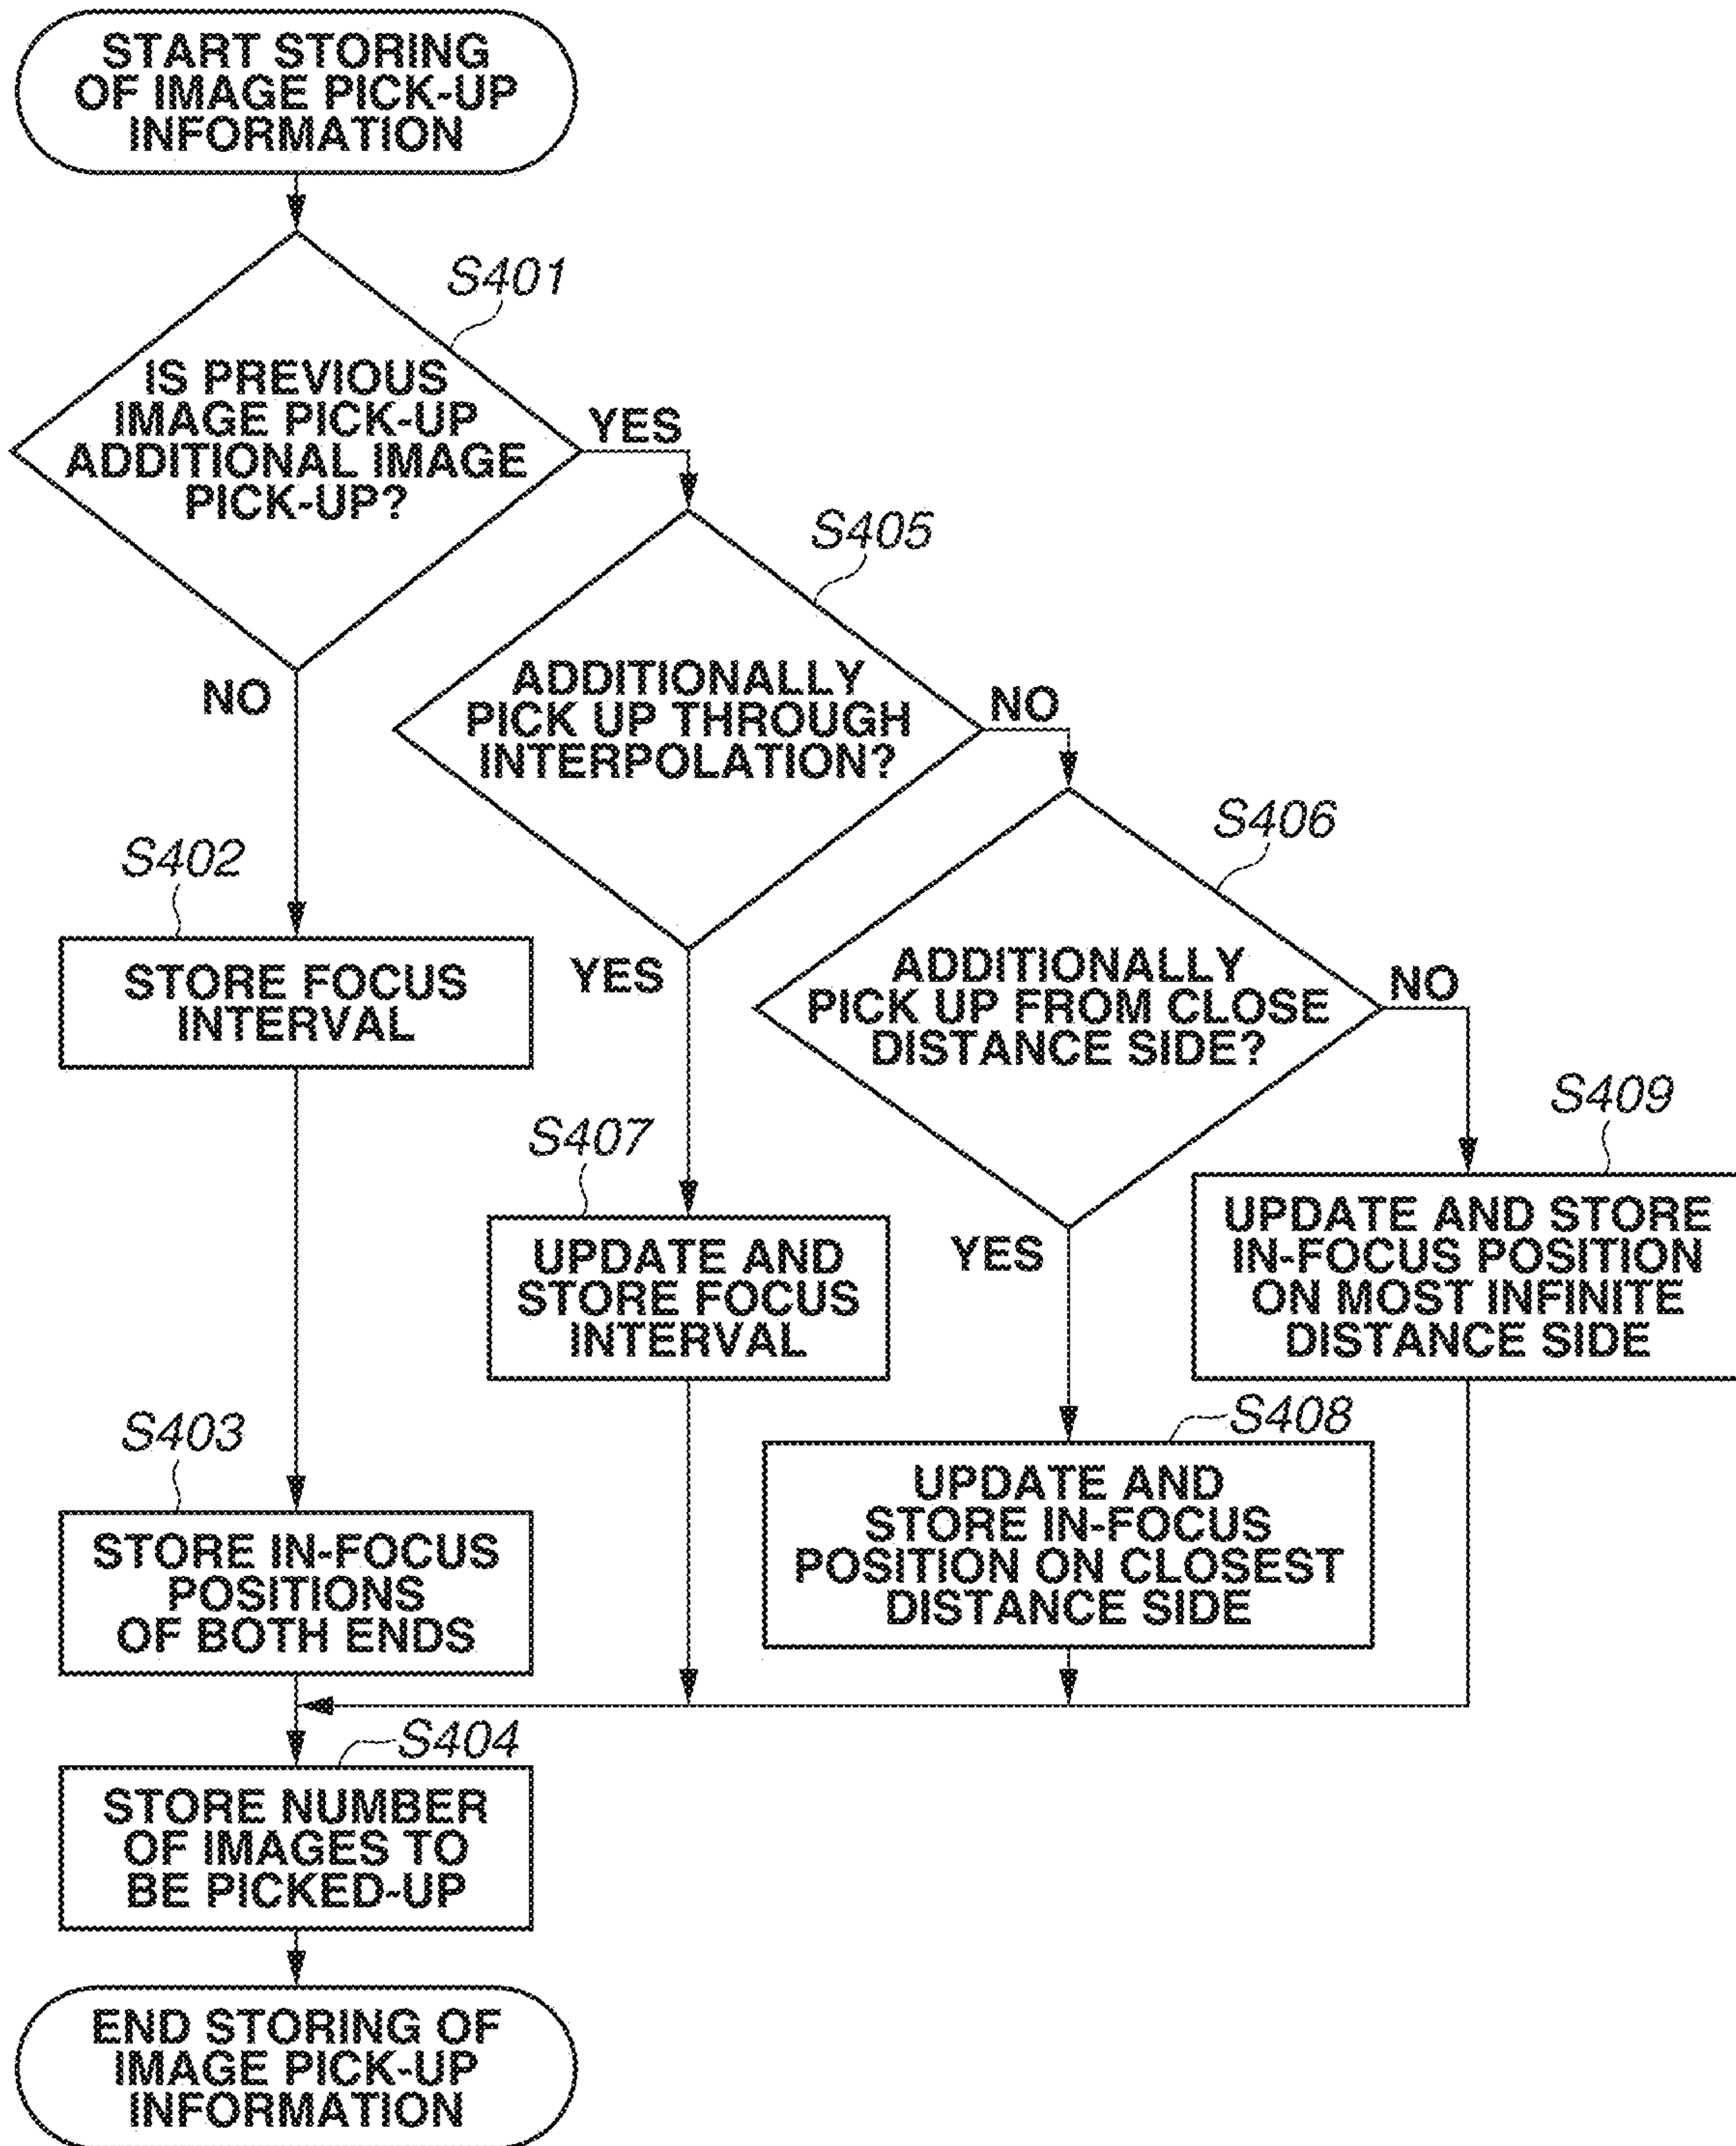 START STORING
OF IMAGE PICK-UP
INFORMATION
S401
IS PREVIOUS
IMAGE PICK-UP
ADDITIONAL IMAGE
PICK-UP?
YES
NO
S405
ADDITIONALLY
PICK UP THROUGH
INTERPOLATION?
NO
YES
S406
ADDITIONALLY
PICK UP FROM CLOSE
DISTANCE SIDE?
NO
YES
S402
STORE FOCUS
INTERVAL
S407
UPDATE AND
STORE FOCUS
INTERVAL
S409
UPDATE AND STORE
IN-FOCUS POSITION
ON MOST INFINITE
DISTANCE SIDE
S408
UPDATE AND
STORE IN-FOCUS
POSITION ON CLOSEST
DISTANCE SIDE
S403
STORE IN-FOCUS
POSITIONS
OF BOTH ENDS
S404
STORE NUMBER
OF IMAGES TO
BE PICKED-UP
END STORING OF
IMAGE PICK-UP
INFORMATION